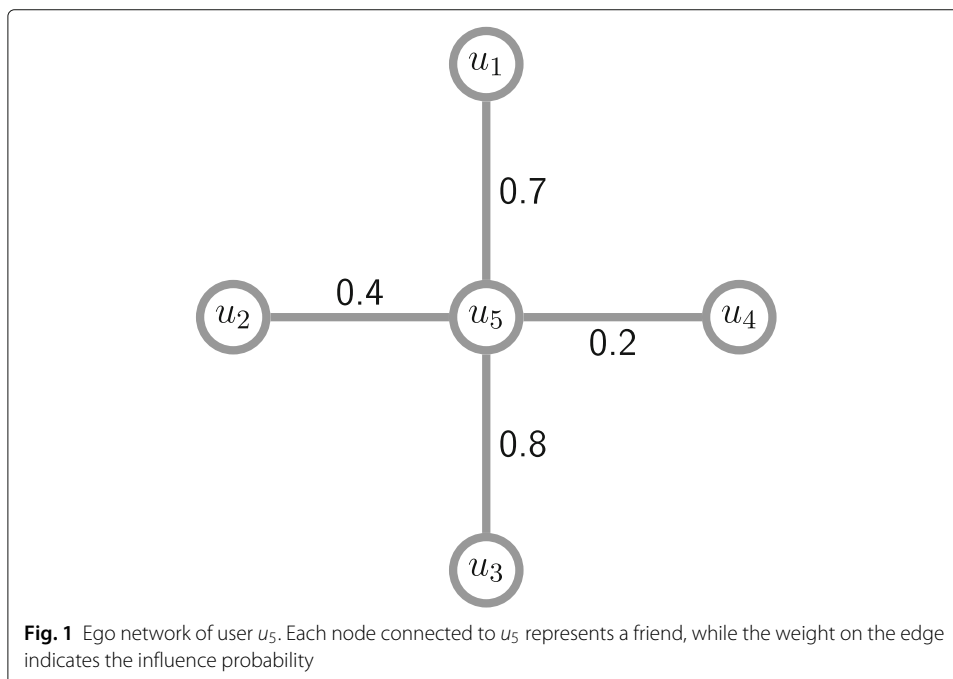 u1
0.7
u2
0.4
u5
0.2
u4
0.8
u3
Fig. 1 Ego network of user u5. Each node connected to u5 represents a friend, while the weight on the edge
indicates the influence probability